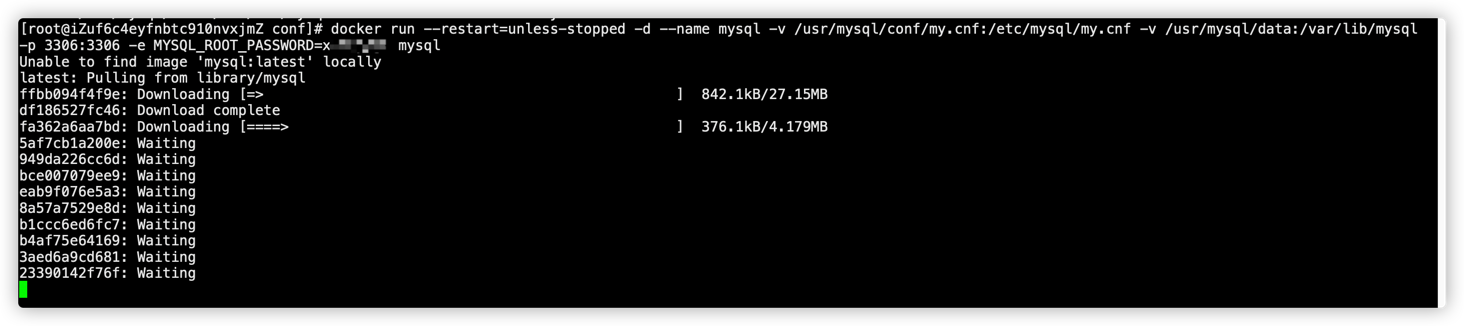 [root@iZuf6c4eyfnbtc910nvxjmZ conf]# docker run --restart=unless-stopped -d --name mysql -v /usr/mysql/conf/my.cnf:/etc/mysql/my.cnf -v /usr/mysql/data:/var/lib/mysql
-p 3306:3306 -e MYSQL_ROOT_PASSWORD=x mysql
Unable to find image 'mysql:latest' locally
latest: Pulling from library/mysql
ffbb094f4f9e: Downloading [=> ] 842.1kB/27.15MB
df186527fc46: Download complete
fa362a6aa7bd: Downloading [====> ] 376.1kB/4.179MB
5af7cb1a200e: Waiting
949da226cc6d: Waiting
bce007079ee9: Waiting
eab9f076e5a3: Waiting
8a57a7529e8d: Waiting
b1ccc6ed6fc7: Waiting
b4af75e64169: Waiting
3aed6a9cd681: Waiting
23390142f76f: Waiting